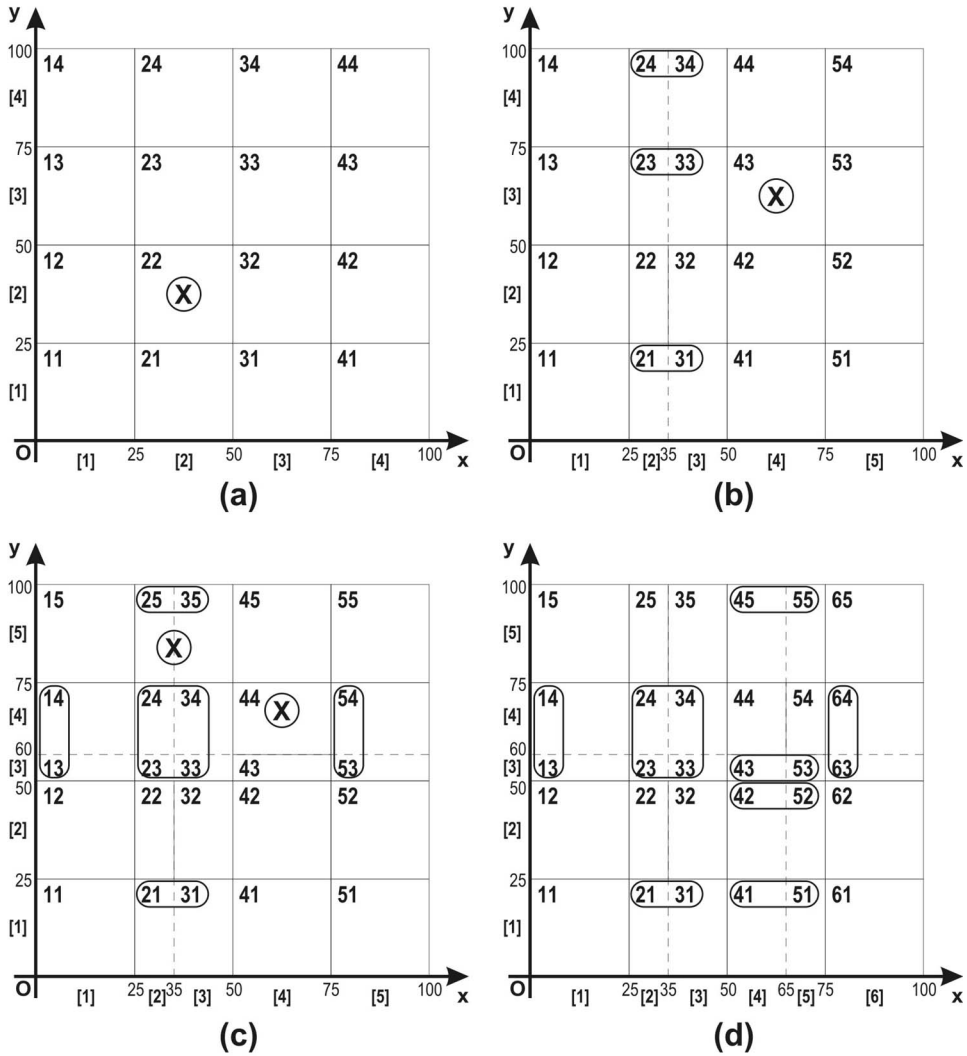 y
100 14 24 34 44
[4]
75 13 23 33 43
[3]
50 12 22 32 42
[2] X
25 11 21 31 41
[1]
O [1] 25 [2] 50 [3] 75 [4] 100 x
(a)
y
100 14 24 34 44 54
[4]
75 13 23 33 43 53
[3] X
50 12 22 32 42 52
[2]
25 11 21 31 41 51
[1]
O [1] 25 [2] 35 [3] 50 [4] 75 [5] 100 x
(b)
y
100 15 25 35 45 55
[5] X
75 14 24 34 44 54
[4] X
60
[3] 13 23 33 43 53
50 12 22 32 42 52
[2]
25 11 21 31 41 51
[1]
O [1] 25 [2] 35 [3] 50 [4] 75 [5] 100 x
(c)
y
100 15 25 35 45 55 65
[5]
75 14 24 34 44 54 64
[4]
60
[3] 13 23 33 43 53 63
50 12 22 32 42 52 62
[2]
25 11 21 31 41 51 61
[1]
O [1] 25 [2] 35 [3] 50 [4] 65 [5] 75 [6] 100 x
(d)